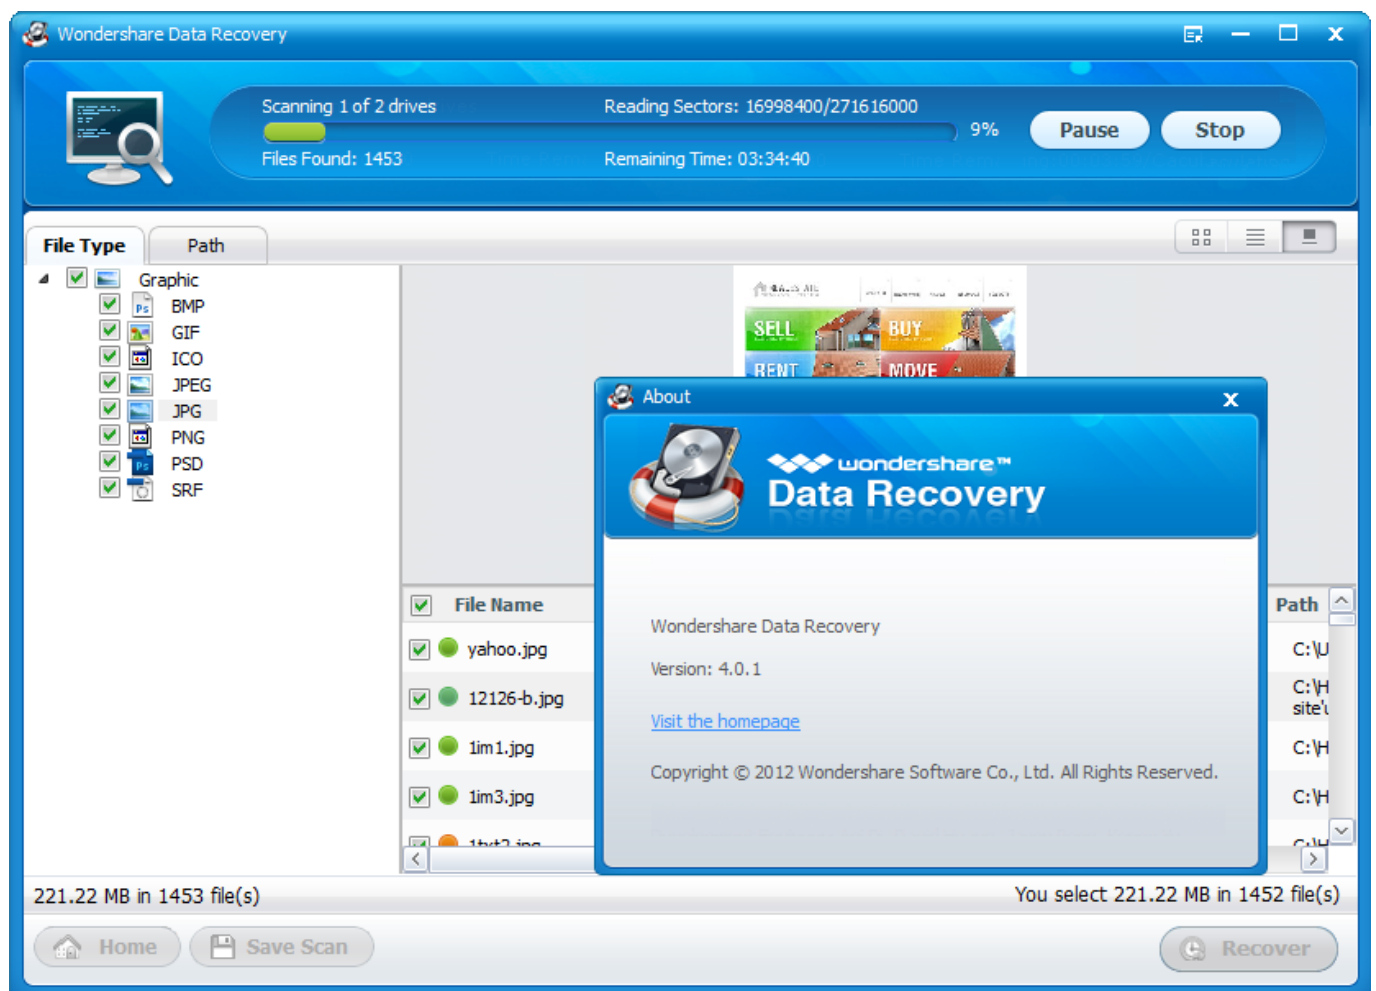 Wondershare Data Recovery
Scanning 1 of 2 drives
Reading Sectors: 16998400/271616000
9%
Pause
Stop
Files Found: 1453
Remaining Time: 03:34:40
File Type
Path
Graphic
BMP
GIF
ICO
JPEG
JPG
PNG
PSD
SRF
SELL
BUY
RENT
MOVE
About
wondershare™
Data Recovery
Wondershare Data Recovery
Version: 4.0.1
Visit the homepage
Copyright © 2012 Wondershare Software Co., Ltd. All Rights Reserved.
File Name
Path
yahoo.jpg
C:\U
12126-b.jpg
C:\H
site'
1im1.jpg
C:\H
1im3.jpg
C:\H
221.22 MB in 1453 file(s)
You select 221.22 MB in 1452 file(s)
Home
Save Scan
Recover